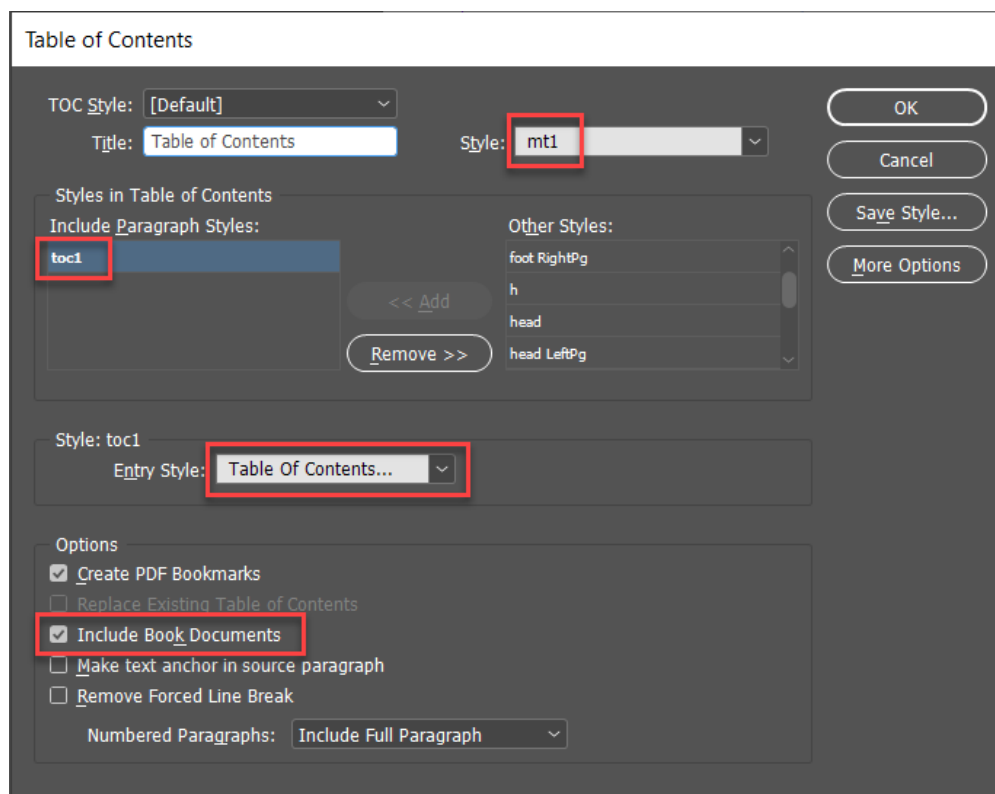 Table of Contents
TOC Style: [Default]
Title: Table of Contents Style: mt1
OK
Cancel
Save Style...
More Options
Styles in Table of Contents
Include Paragraph Styles:
toc1
<< Add
Remove >>
Other Styles:
foot RightPg
h
head
head LeftPg
Style: toc1
Entry Style: Table Of Contents...
Options
Create PDF Bookmarks
Replace Existing Table of Contents
Include Book Documents
Make text anchor in source paragraph
Remove Forced Line Break
Numbered Paragraphs: Include Full Paragraph